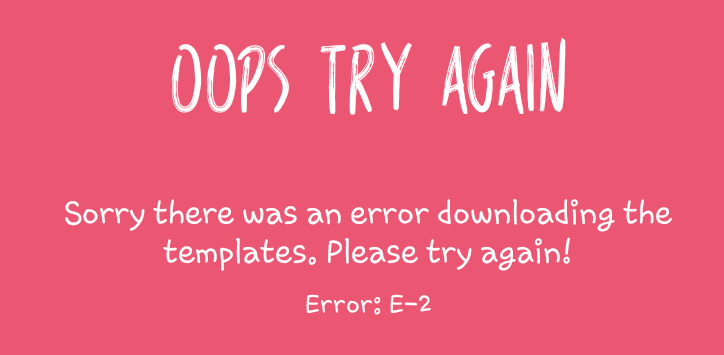 OOPS TRY AGAIN
Sorry there was an error downloading the
templates. Please try again!
Error: E-2